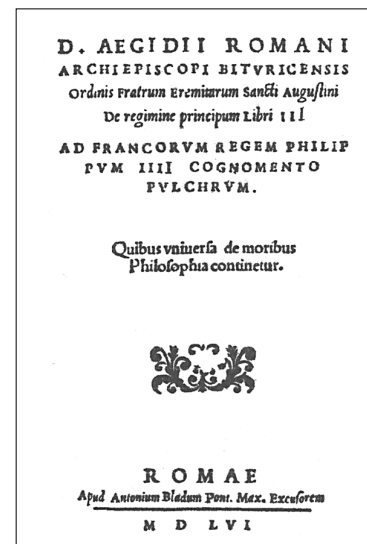 D. AEGIDII ROMANI
ARCHIEPISCOPI BITVRICENSIS
Ordinis Fratrum Eremitarum Sancti Augustini
De regimine principum Libri III
AD FRANCORVM REGEM PHILIP
PVM IIII COGNOMENTO
PVLCHRVM.
Quibus vniuersa de moribus
Philosophia continetur.
ROMAE
Apud Antonium Bladum Pont. Max. Excusorem
M D LVI